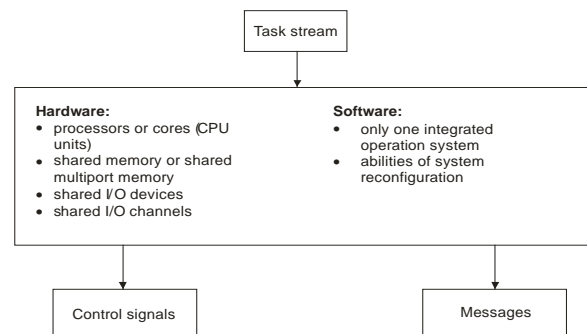 Task stream
Hardware:
• processors or cores (CPU
units)
• shared memory or shared
multiport memory
• shared I/O devices
• shared I/O channels
Software:
• only one integrated
operation system
• abilities of system
reconfiguration
Control signals
Messages